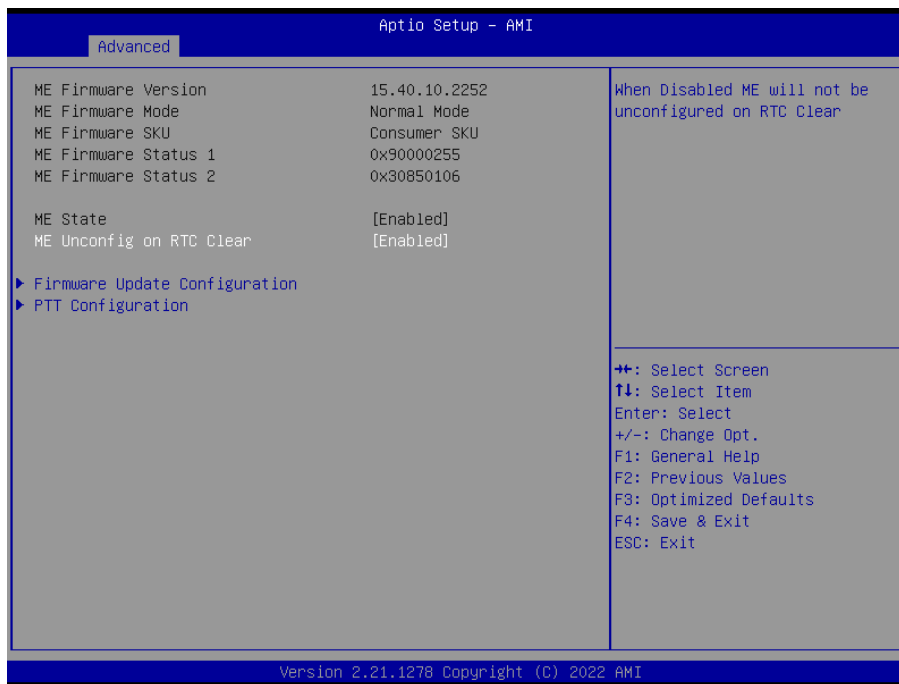 Aptio Setup – AMI
Advanced
ME Firmware Version 15.40.10.2252
ME Firmware Mode Normal Mode
ME Firmware SKU Consumer SKU
ME Firmware Status 1 0x90000255
ME Firmware Status 2 0x30850106
ME State [Enabled]
ME Unconfig on RTC Clear [Enabled]
▶ Firmware Update Configuration
▶ PTT Configuration
When Disabled ME will not be
unconfigured on RTC Clear
→←: Select Screen
↑↓: Select Item
Enter: Select
+/-: Change Opt.
F1: General Help
F2: Previous Values
F3: Optimized Defaults
F4: Save & Exit
ESC: Exit
Version 2.21.1278 Copyright (C) 2022 AMI